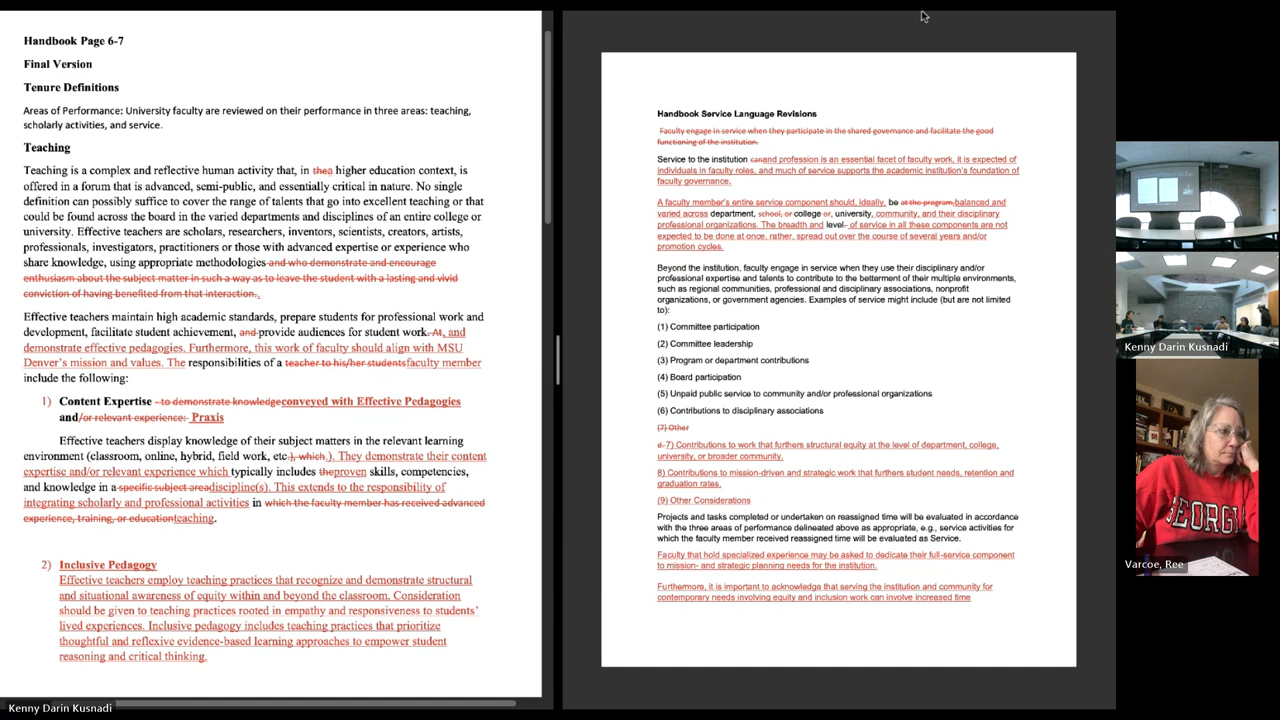 Handbook Page 6-7
Final Version
Tenure Definitions
Areas of Performance: University faculty are reviewed on their performance in three areas: teaching,
scholarly activities, and service.
Teaching
Teaching is a complex and reflective human activity that, in thea higher education context, is
offered in a forum that is advanced, semi-public, and essentially critical in nature. No single
definition can possibly suffice to cover the range of talents that go into excellent teaching or that
could be found across the board in the varied departments and disciplines of an entire college or
university. Effective teachers are scholars, researchers, inventors, scientists, creators, artists,
professionals, investigators, practitioners or those with advanced expertise or experience who
share knowledge, using appropriate methodologies and who demonstrate and encourage
enthusiasm about the subject matter in such a way as to leave the student with a lasting and vivid
conviction of having benefited from that interaction..
Effective teachers maintain high academic standards, prepare students for professional work and
development, facilitate student achievement, and provide audiences for student work. At, and
demonstrate effective pedagogies. Furthermore, this work of faculty should align with MSU
Denver's mission and values. The responsibilities of a teacher to his/her studentsfaculty member
include the following:
1) Content Expertise - to demonstrate knowledgeconveyed with Effective Pedagogies
and/or relevant experience: Praxis
Effective teachers display knowledge of their subject matters in the relevant learning
environment (classroom, online, hybrid, field work, etc.), which.). They demonstrate their content
expertise and/or relevant experience which typically includes theproven skills, competencies,
and knowledge in a specific subject areadiscipline(s). This extends to the responsibility of
integrating scholarly and professional activities in which the faculty member has received advanced
experience, training, or educationteaching.
2) Inclusive Pedagogy
Effective teachers employ teaching practices that recognize and demonstrate structural
and situational awareness of equity within and beyond the classroom. Consideration
should be given to teaching practices rooted in empathy and responsiveness to students'
lived experiences. Inclusive pedagogy includes teaching practices that prioritize
thoughtful and reflexive evidence-based learning approaches to empower student
reasoning and critical thinking.
Kenny Darin Kusnadi
Handbook Service Language Revisions
Faculty engage in service when they participate in the shared governance and facilitate the good
functioning of the institution.
Service to the institution canand profession is an essential facet of faculty work, it is expected of
individuals in faculty roles, and much of service supports the academic institution's foundation of
faculty governance.
A faculty member's entire service component should, ideally, be at the program,balanced and
varied across department, school, or college or, university, community, and their disciplinary
professional organizations. The breadth and level- of service in all these components are not
expected to be done at once, rather, spread out over the course of several years and/or
promotion cycles.
Beyond the institution, faculty engage in service when they use their disciplinary and/or
professional expertise and talents to contribute to the betterment of their multiple environments,
such as regional communities, professional and disciplinary associations, nonprofit
organizations, or government agencies. Examples of service might include (but are not limited
to):
(1) Committee participation
(2) Committee leadership
(3) Program or department contributions
(4) Board participation
(5) Unpaid public service to community and/or professional organizations
(6) Contributions to disciplinary associations
(7) Other
d. 7) Contributions to work that furthers structural equity at the level of department, college,
university, or broader community.
8) Contributions to mission-driven and strategic work that furthers student needs, retention and
graduation rates.
(9) Other Considerations
Projects and tasks completed or undertaken on reassigned time will be evaluated in accordance
with the three areas of performance delineated above as appropriate, e.g., service activities for
which the faculty member received reassigned time will be evaluated as Service.
Faculty that hold specialized experience may be asked to dedicate their full-service component
to mission- and strategic planning needs for the institution.
Furthermore, it is important to acknowledge that serving the institution and community for
contemporary needs involving equity and inclusion work can involve increased time
Kenny Darin Kusnadi
GEORGIA
Varcoe, Ree